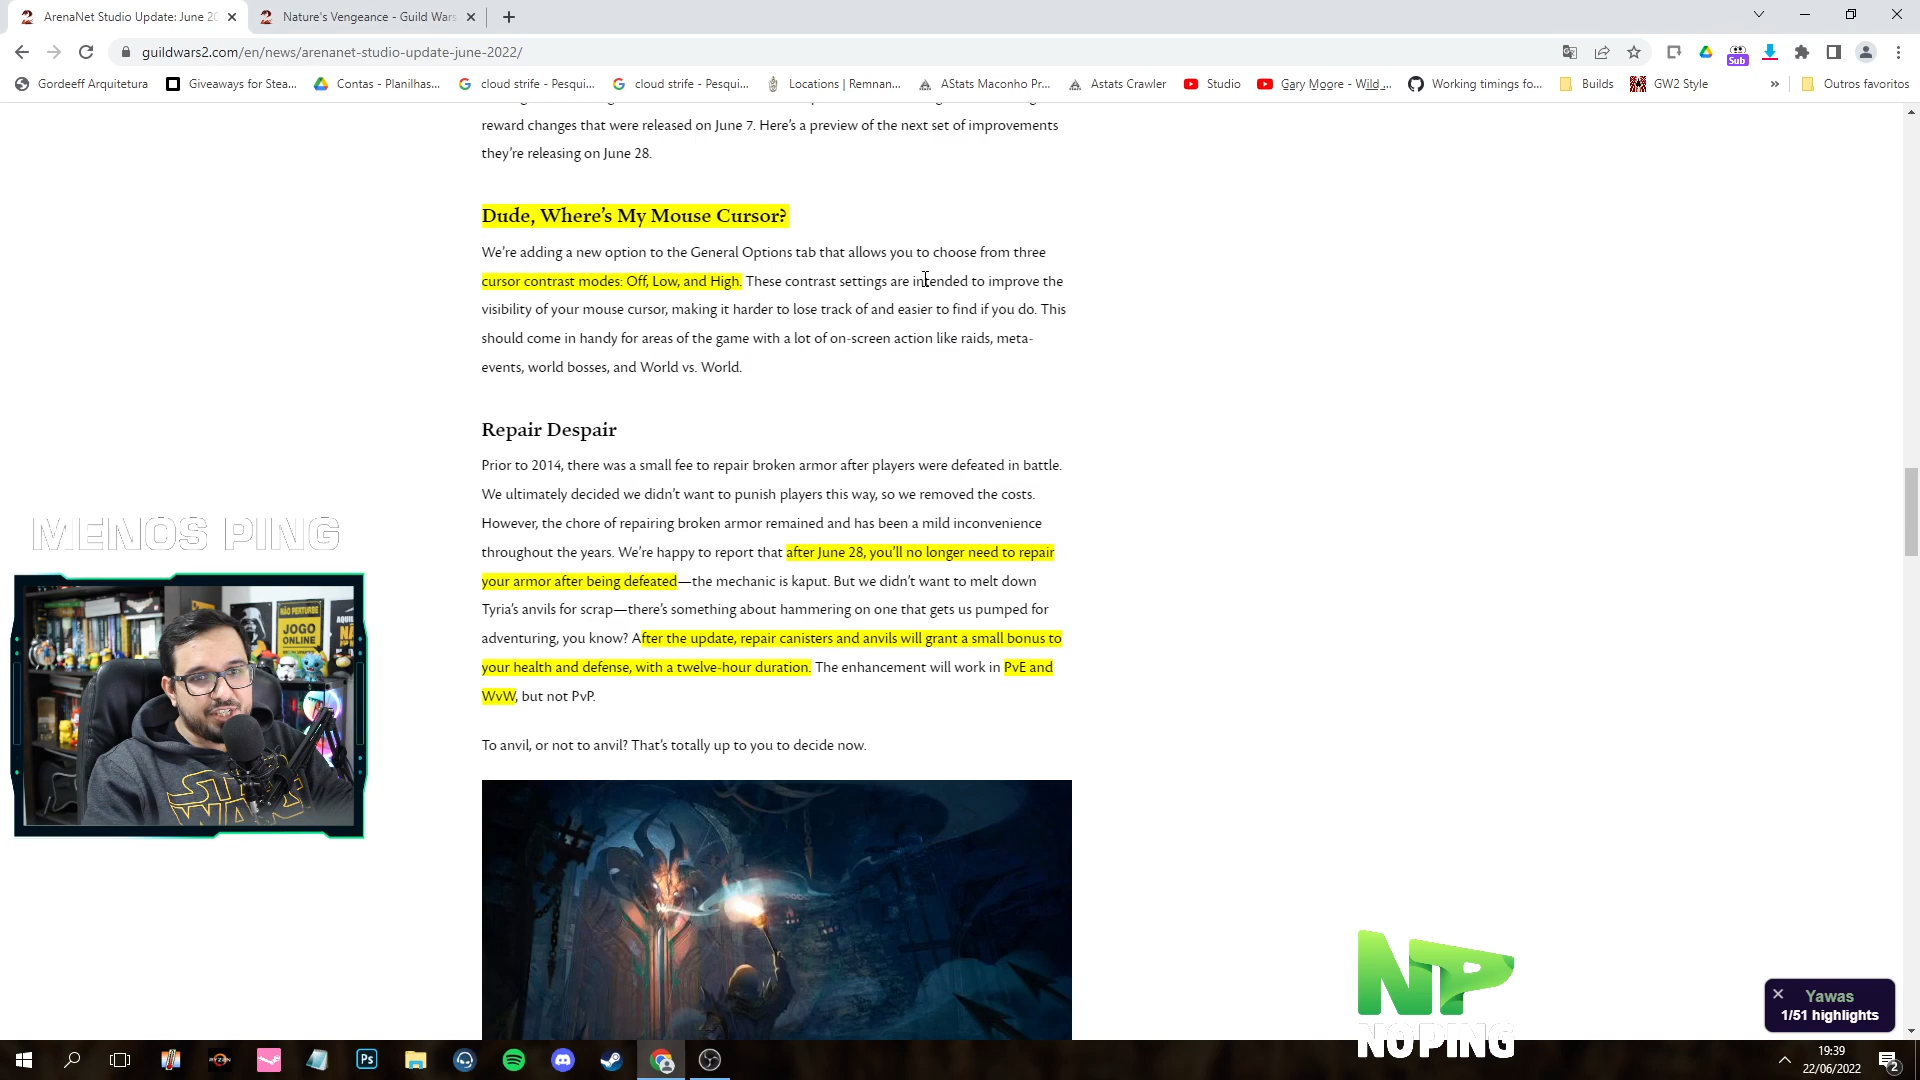 ArenaNet Studio Update: June 20
Nature's Vengeance - Guild Wars
guildwars2.com/en/news/arenanet-studio-update-june-2022/
Sub
Gordeeff Arquitetura
Giveaways for Stea...
Contas - Planilhas...
cloud strife - Pesqui...
cloud strife - Pesqui...
Locations | Remnan...
AStats Maconho Pr...
Astats Crawler
Studio
Gary Moore - Wild ...
Working timings fo...
Builds
GW2 Style
»
Outros favoritos
reward changes that were released on June 7. Here’s a preview of the next set of improvements
they’re releasing on June 28.
Dude, Where’s My Mouse Cursor?
We’re adding a new option to the General Options tab that allows you to choose from three
cursor contrast modes: Off, Low, and High. These contrast settings are intended to improve the
visibility of your mouse cursor, making it harder to lose track of and easier to find if you do. This
should come in handy for areas of the game with a lot of on-screen action like raids, meta-
events, world bosses, and World vs. World.
Repair Despair
Prior to 2014, there was a small fee to repair broken armor after players were defeated in battle.
We ultimately decided we didn’t want to punish players this way, so we removed the costs.
However, the chore of repairing broken armor remained and has been a mild inconvenience
throughout the years. We’re happy to report that after June 28, you’ll no longer need to repair
your armor after being defeated—the mechanic is kaput. But we didn’t want to melt down
Tyria’s anvils for scrap—there’s something about hammering on one that gets us pumped for
adventuring, you know? After the update, repair canisters and anvils will grant a small bonus to
your health and defense, with a twelve-hour duration. The enhancement will work in PvE and
WvW, but not PvP.
To anvil, or not to anvil? That’s totally up to you to decide now.
MENOS PING
NÃO PERTURBE
JOGO
ONLINE
STAR
WARS
NP
NOPING
Yawas
1/51 highlights
Ps
19:39
22/06/2022
2